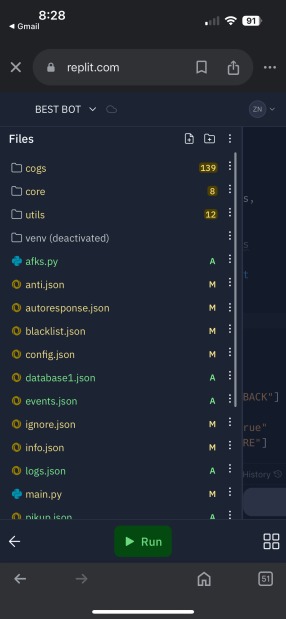 8:28
91
◀ Gmail
replit.com
BEST BOT
ZN
Files
cogs 139
core 8
s,
utils 12
venv (deactivated)
s
afks.py A
t
anti.json M
autoresponse.json M
blacklist.json M
config.json M
database1.json A
events.json A
BACK"]
ignore.json M
rue"
info.json M
RE"]
logs.json A
History
main.py M
pikup.json A
Run
51